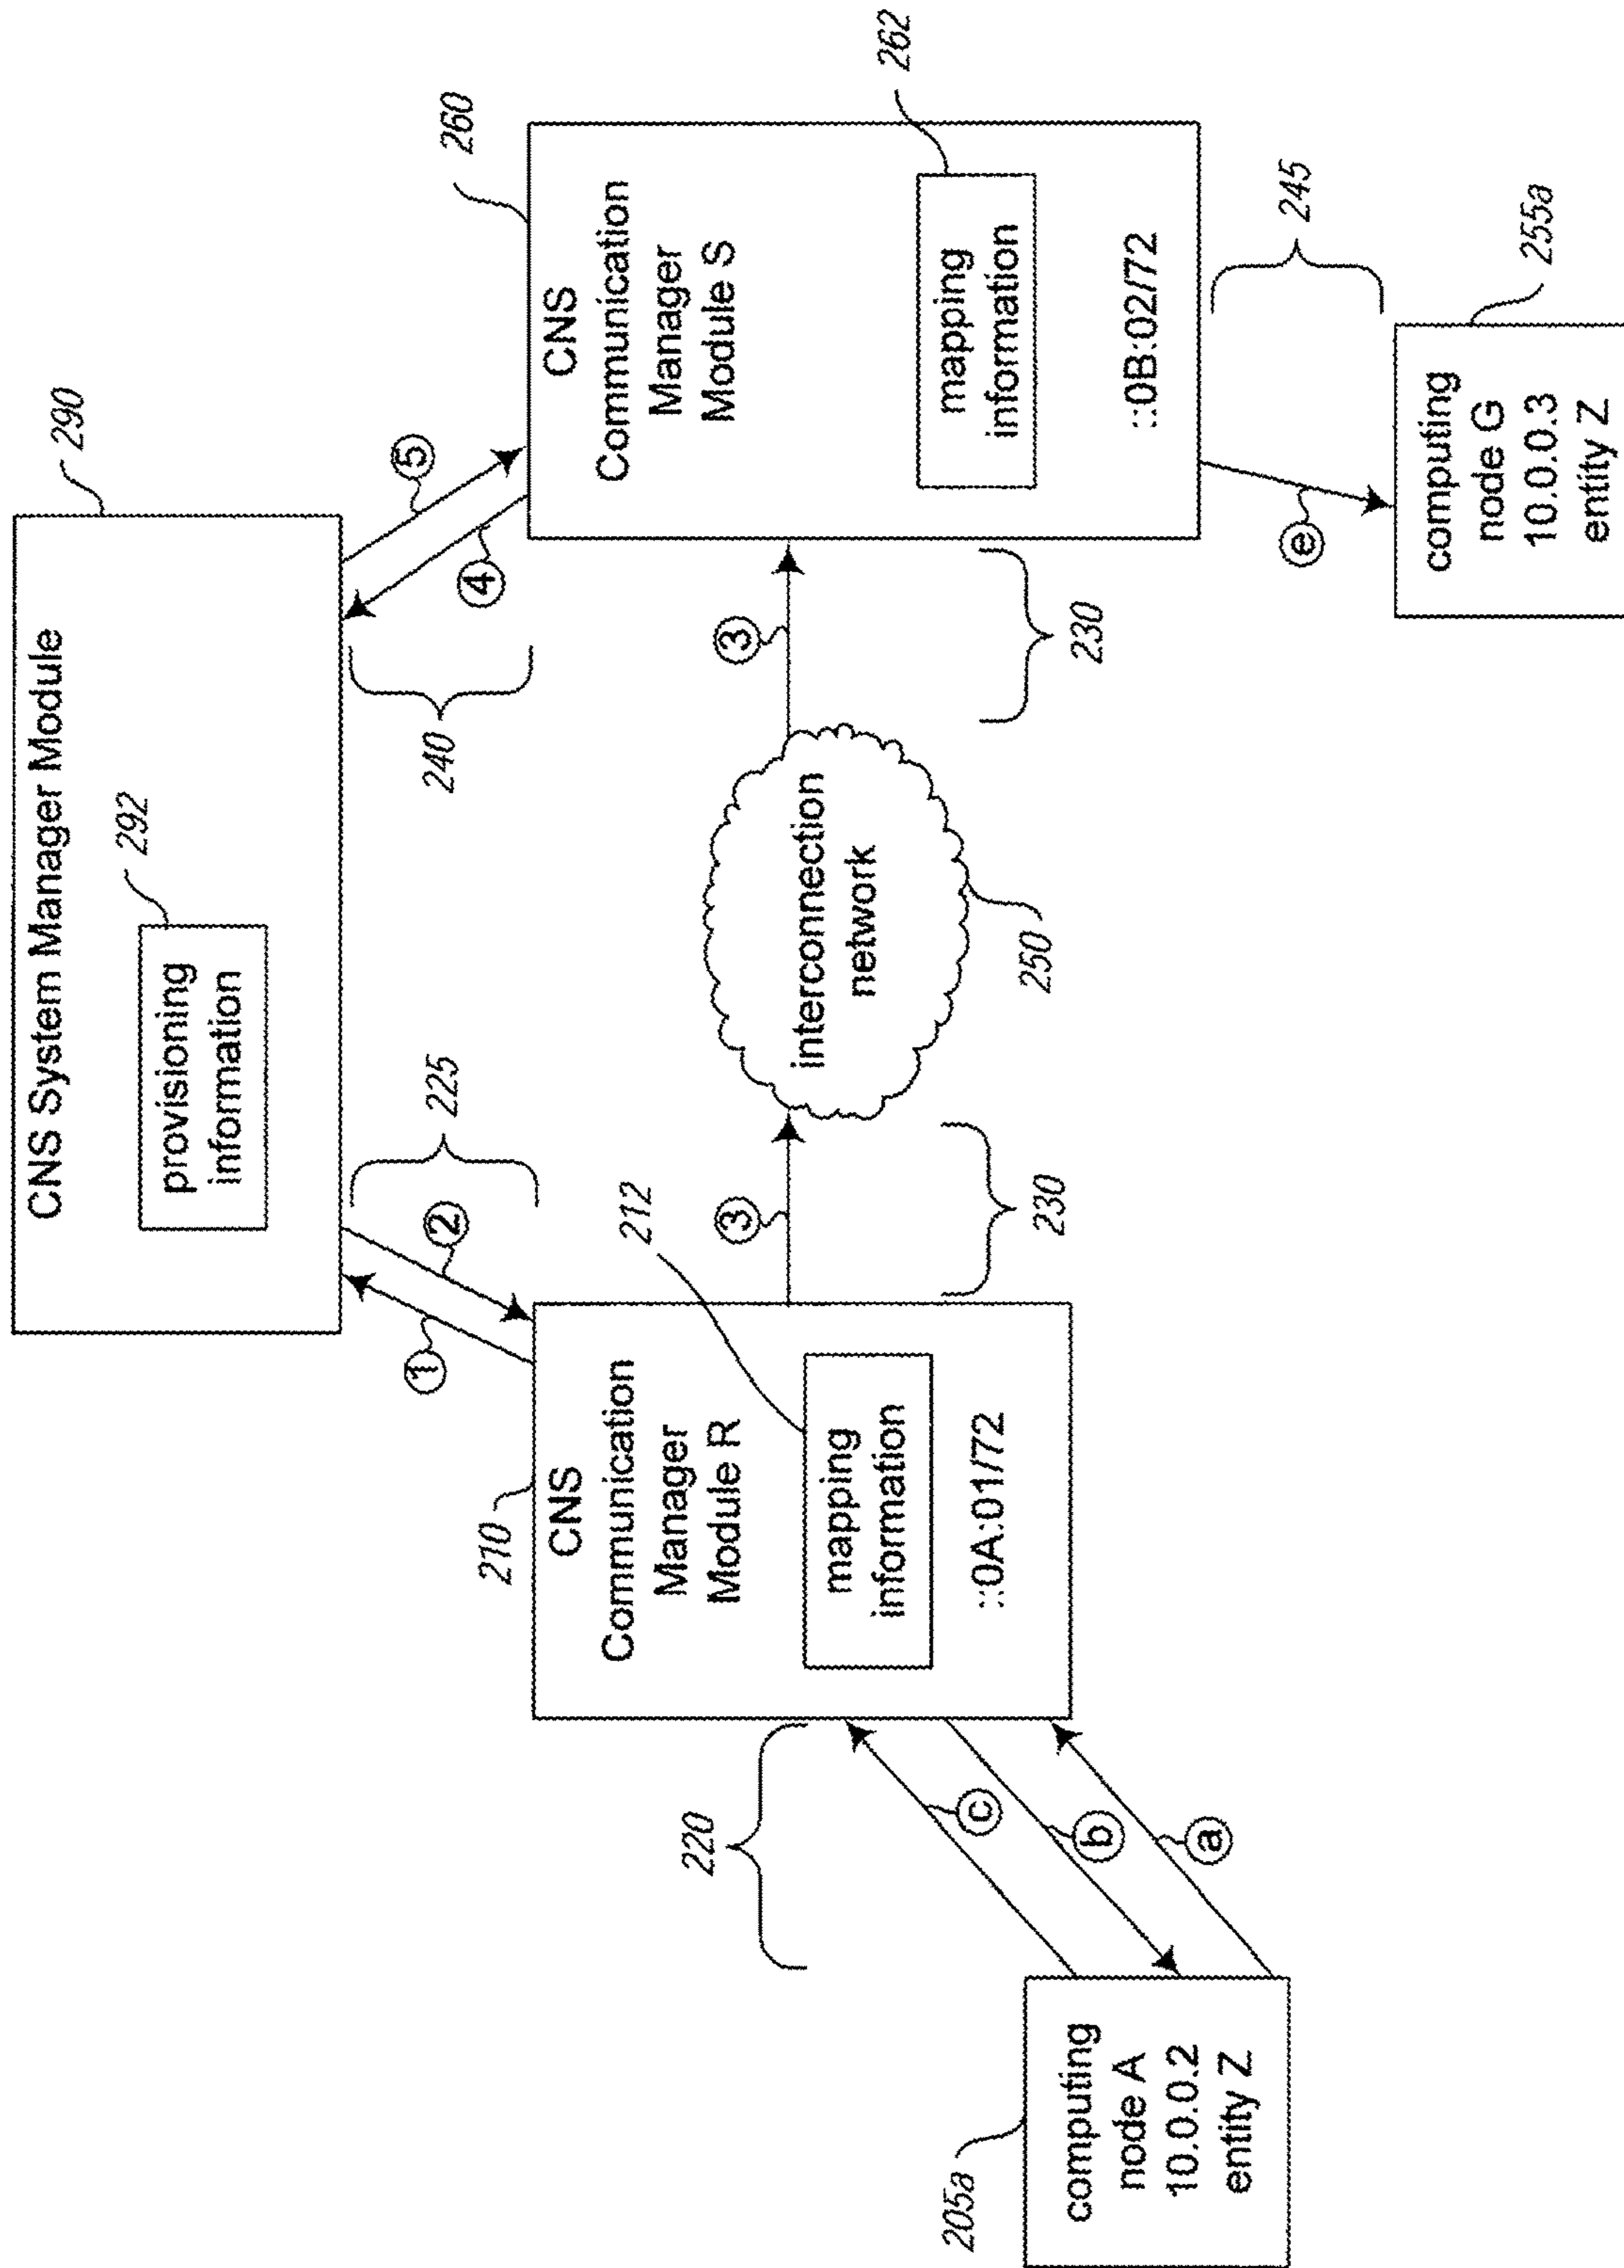 CNS System Manager Module
290
provisioning
information
292
225
1
2
240
4
5
210
CNS
Communication
Manager
Module R
mapping
information
212
::0A:01/72
3
230
interconnection
network
250
3
230
260
CNS
Communication
Manager
Module S
mapping
information
262
::0B:02/72
220
c
b
a
205a
computing
node A
10.0.0.2
entity Z
e
245
255a
computing
node G
10.0.0.3
entity Z